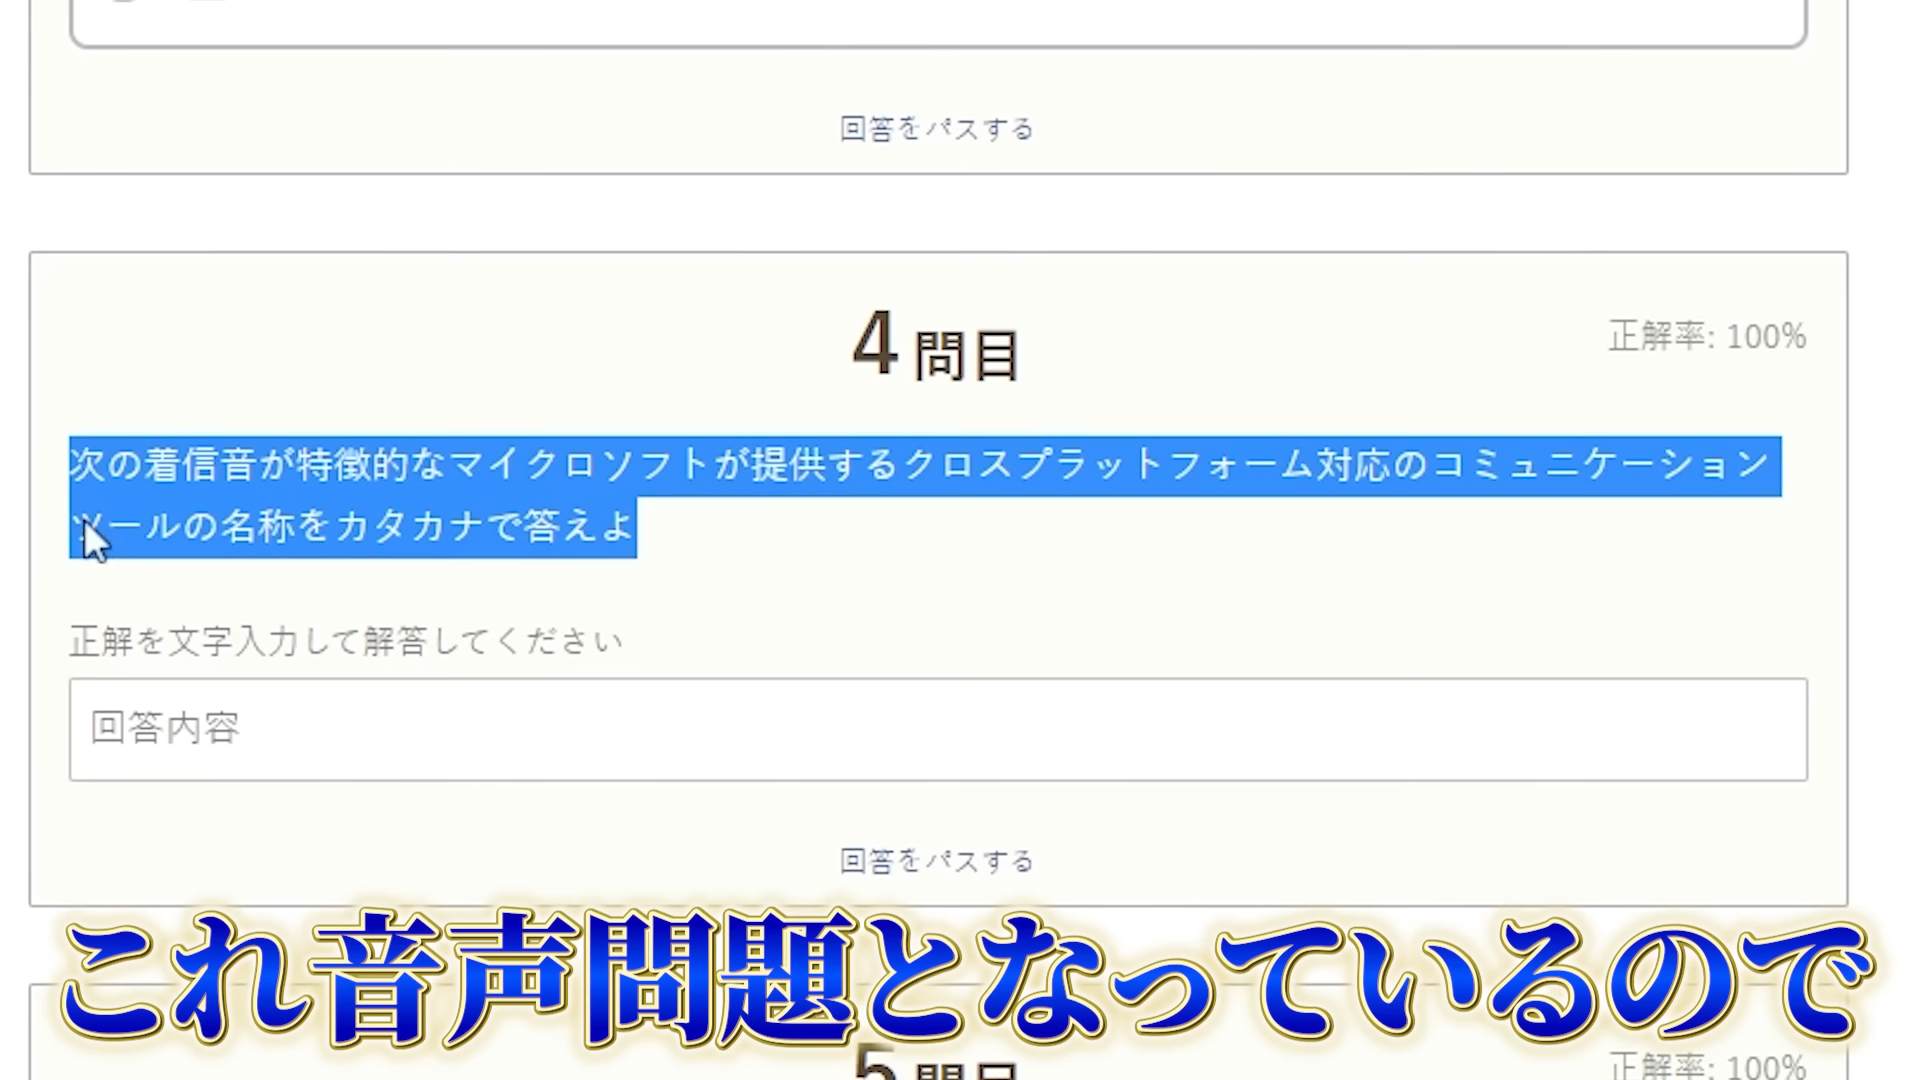 回答をパスする
4問目
正解率: 100%
次の着信音が特徴的なマイクロソフトが提供するクロスプラットフォーム対応のコミュニケーション
ツールの名称をカタカナで答えよ
正解を文字入力して解答してください
回答内容
回答をパスする
これ音声問題となっているので
5問目
正解率: 100%